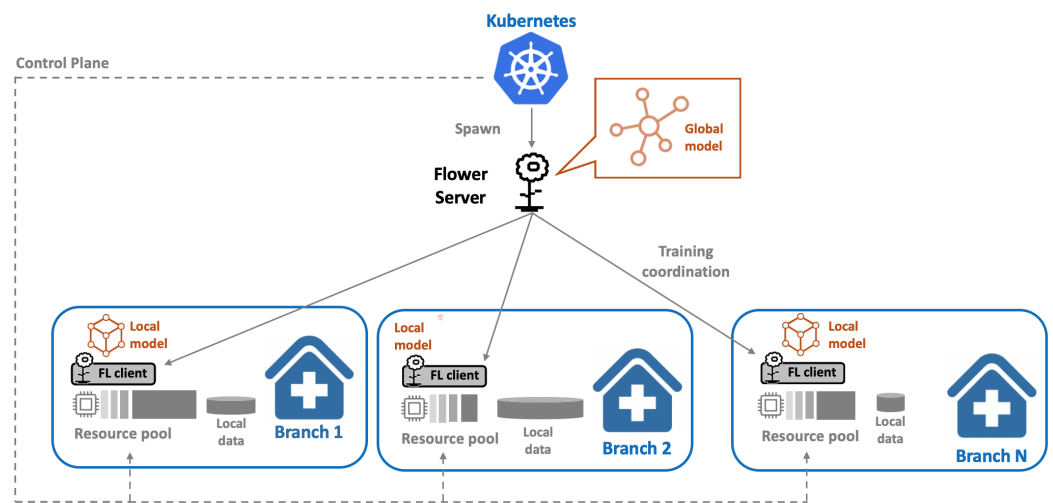 Kubernetes
Control Plane
Spawn
Global
model
Flower
Server
Training
coordination
Local
model
FL client
Resource pool
Local
data
Branch 1
Local
model
FL client
Resource pool
Local
data
Branch 2
Local
model
FL client
Resource pool
Local
data
Branch N